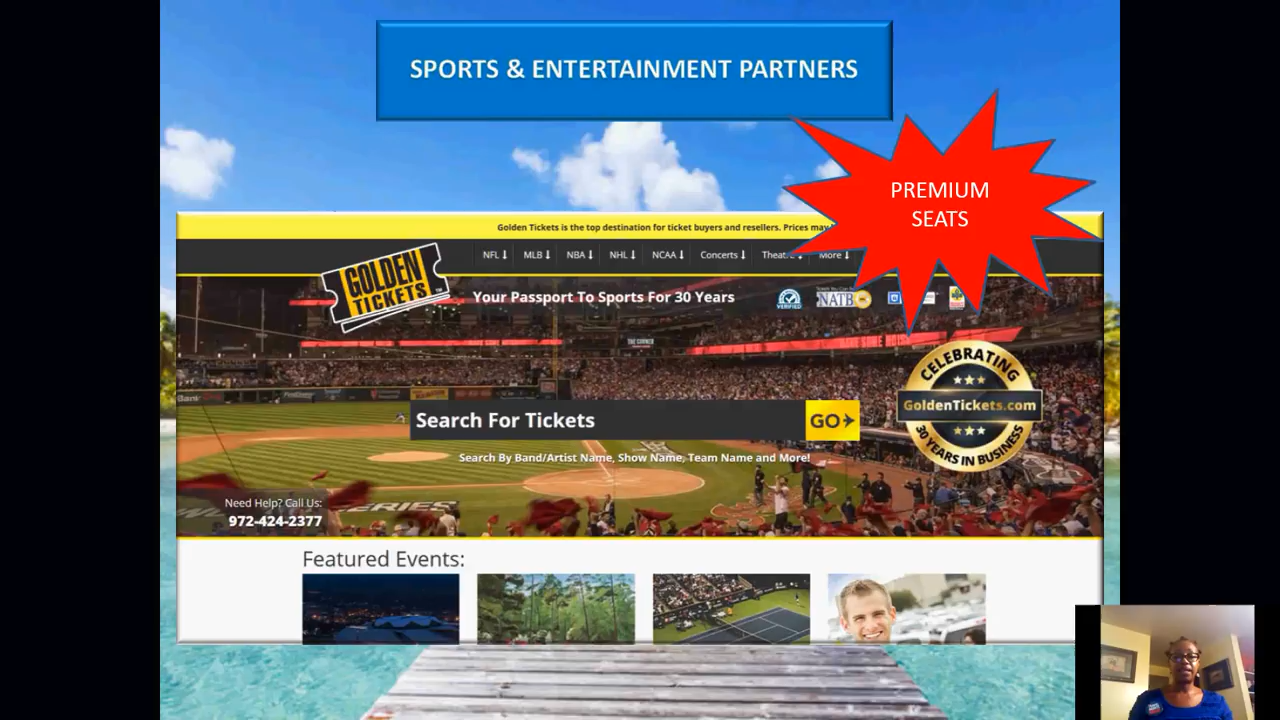 SPORTS & ENTERTAINMENT PARTNERS
PREMIUM
SEATS
Golden Tickets is the top destination for ticket buyers and resellers. Prices may
NFL MLB NBA NHL NCAA Concerts More
GOLDEN
TICKETS
Your Passport To Sports For 30 Years
VERIFIED
NATB
CELEBRATING
GoldenTickets.com
30 YEARS IN BUSINESS
Search For Tickets
GO
Search By Band/Artist Name, Show Name, Team Name and More!
Need Help? Call Us:
972-424-2377
Featured Events: